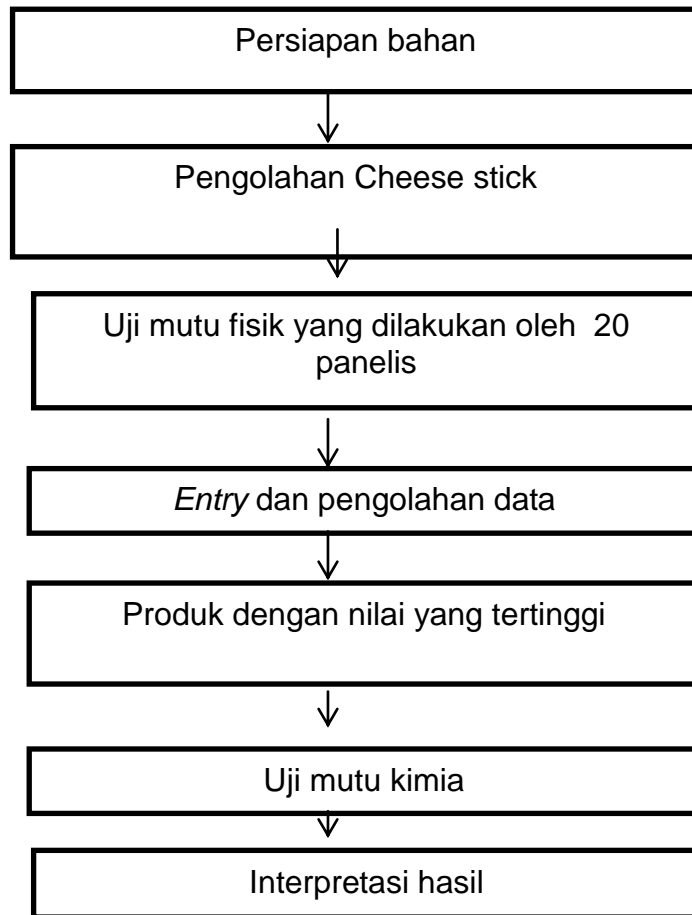 Persiapan bahan
Pengolahan Cheese stick
Uji mutu fisik yang dilakukan oleh 20
panelis
Entry dan pengolahan data
Produk dengan nilai yang tertinggi
Uji mutu kimia
Interpretasi hasil